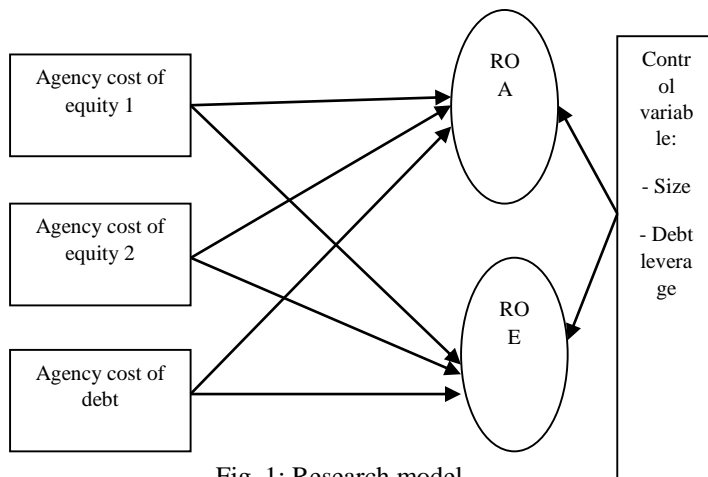 Agency cost of
equity 1
Agency cost of
equity 2
Agency cost of
debt
RO
A
RO
E
Contr
ol
variab
le:
- Size
- Debt
levera
ge
Fig. 1: Research model